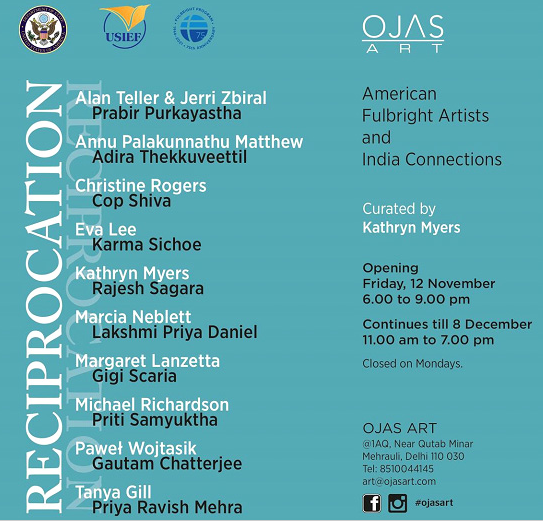 USIEF
FULBRIGHT PROGRAM
75
OJAS
ART
RECIPROCATION
RECIPROCATION
Alan Teller & Jerri Zbiral
Prabir Purkayastha
Annu Palakunnathu Matthew
Adira Thekkuveettil
Christine Rogers
Cop Shiva
Eva Lee
Karma Sichoe
Kathryn Myers
Rajesh Sagara
Marcia Neblett
Lakshmi Priya Daniel
Margaret Lanzetta
Gigi Scaria
Michael Richardson
Priti Samyuktha
Paweł Wojtasik
Gautam Chatterjee
Tanya Gill
Priya Ravish Mehra
American
Fulbright Artists
and
India Connections
Curated by
Kathryn Myers
Opening
Friday, 12 November
6.00 to 9.00 pm
Continues till 8 December
11.00 am to 7.00 pm
Closed on Mondays.
OJAS ART
@1AQ, Near Qutab Minar
Mehrauli, Delhi 110 030
Tel: 8510044145
art@ojasart.com
f #ojasart